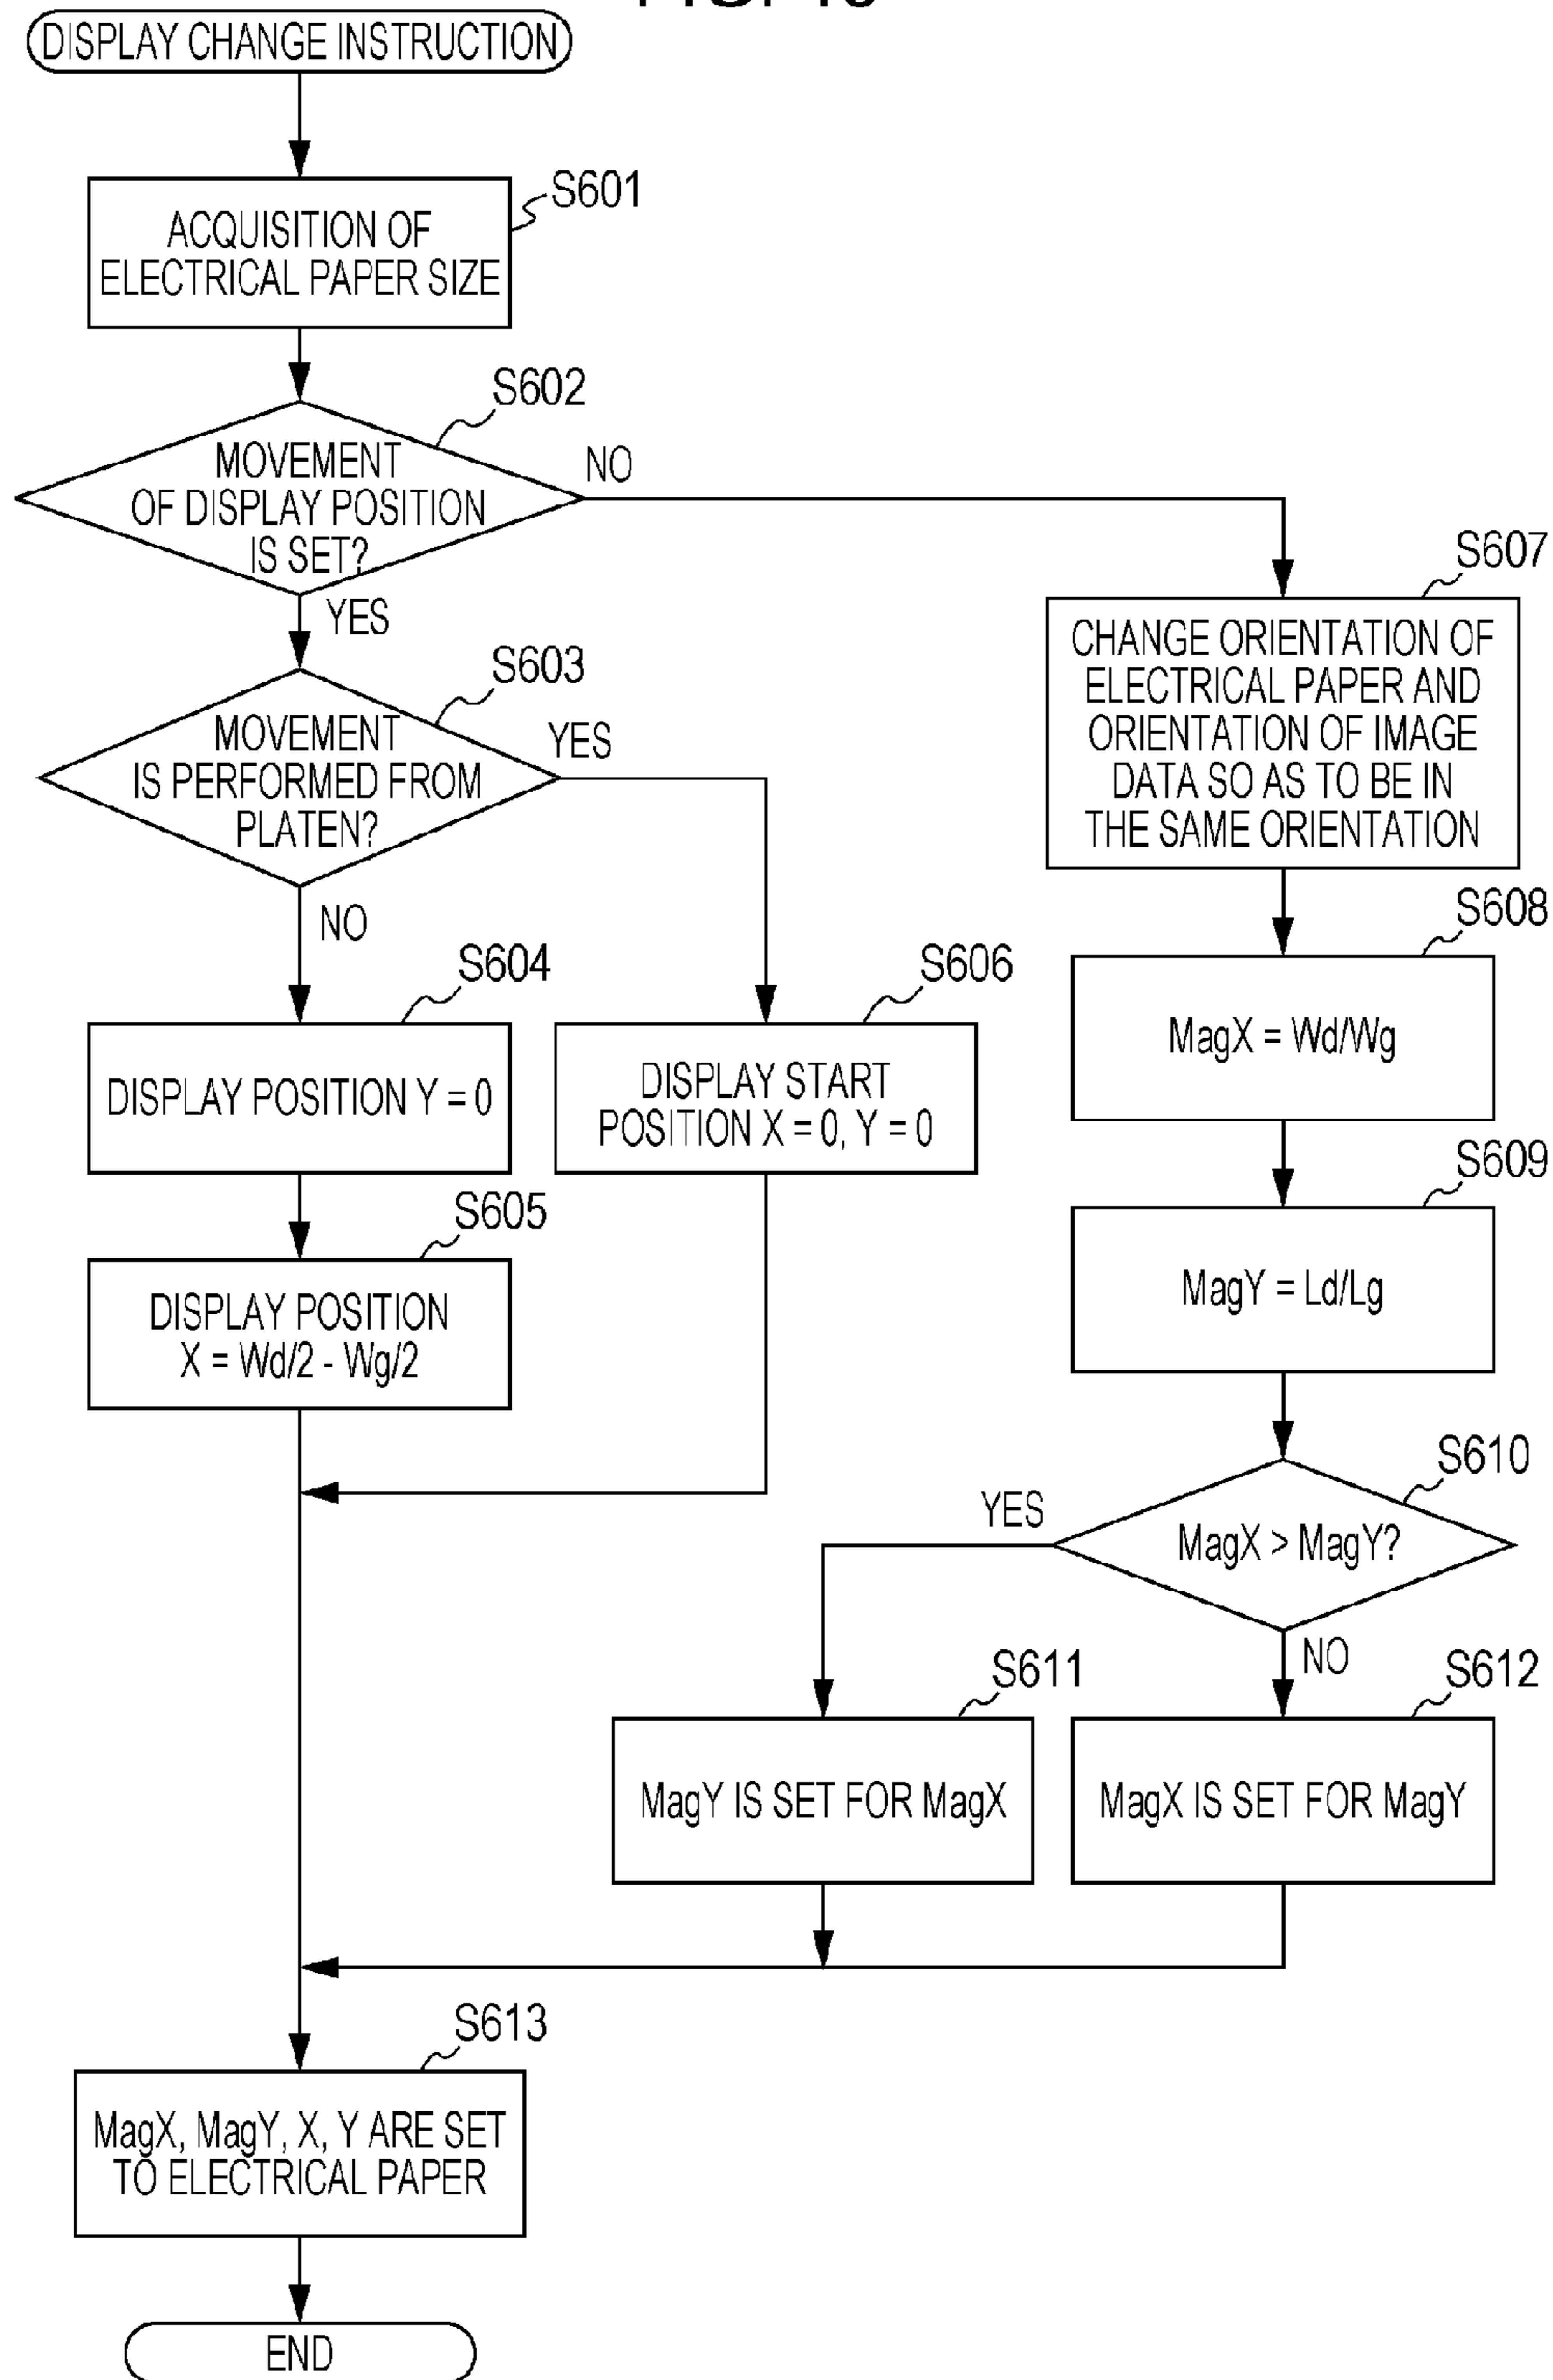 DISPLAY CHANGE INSTRUCTION
S601
ACQUISITION OF
ELECTRICAL PAPER SIZE
S602
MOVEMENT
OF DISPLAY POSITION
IS SET?
NO
YES
S603
MOVEMENT
IS PERFORMED FROM
PLATEN?
YES
NO
S604
DISPLAY POSITION Y = 0
S605
DISPLAY POSITION
X = Wd/2 - Wg/2
S606
DISPLAY START
POSITION X = 0, Y = 0
S607
CHANGE ORIENTATION OF
ELECTRICAL PAPER AND
ORIENTATION OF IMAGE
DATA SO AS TO BE IN
THE SAME ORIENTATION
S608
MagX = Wd/Wg
S609
MagY = Ld/Lg
S610
MagX > MagY?
YES
NO
S611
MagY IS SET FOR MagX
S612
MagX IS SET FOR MagY
S613
MagX, MagY, X, Y ARE SET
TO ELECTRICAL PAPER
END